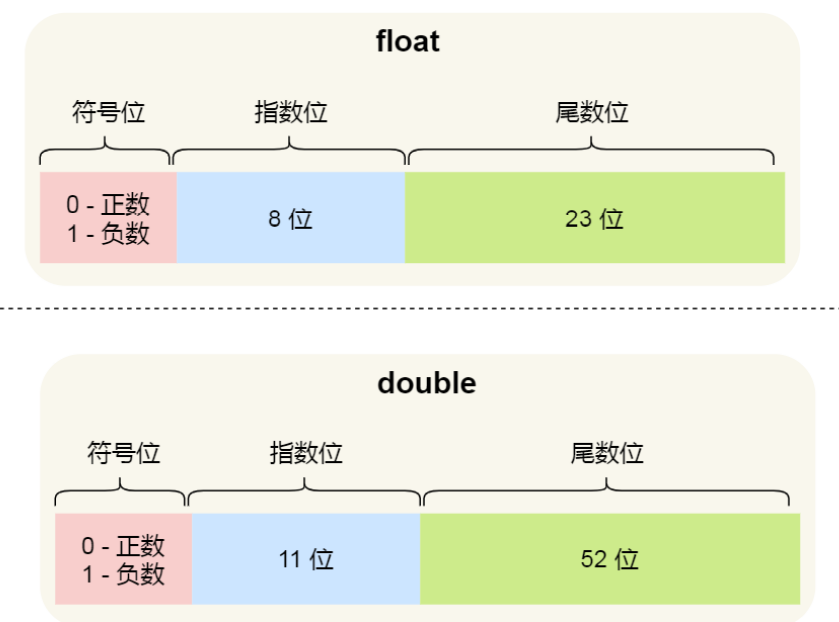 float
符号位 指数位 尾数位
0 - 正数
1 - 负数
8 位
23 位
double
符号位 指数位 尾数位
0 - 正数
1 - 负数
11 位
52 位